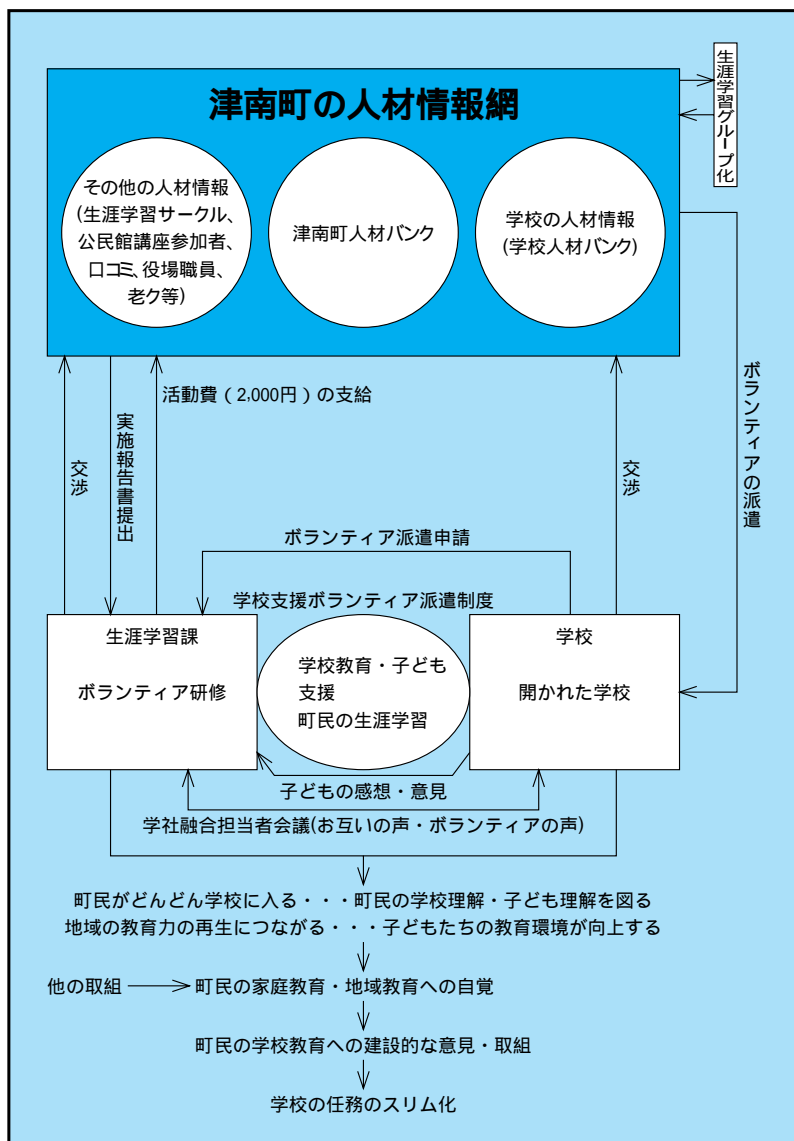 津南町の人材情報網
生涯学習グループ化
その他の人材情報
(生涯学習サークル、
公民館講座参加者、
口コミ、役場職員、
老ク等)
津南町人材バンク
学校の人材情報
(学校人材バンク)
交渉
実施報告書提出
活動費(2,000円)の支給
交渉
ボランティアの派遣
ボランティア派遣申請
学校支援ボランティア派遣制度
生涯学習課
ボランティア研修
学校教育・子ども
支援
町民の生涯学習
学校
開かれた学校
子どもの感想・意見
学社融合担当者会議(お互いの声・ボランティアの声)
町民がどんどん学校に入る・・・町民の学校理解・子ども理解を図る
地域の教育力の再生につながる・・・子どもたちの教育環境が向上する
他の取組
町民の家庭教育・地域教育への自覚
町民の学校教育への建設的な意見・取組
学校の任務のスリム化